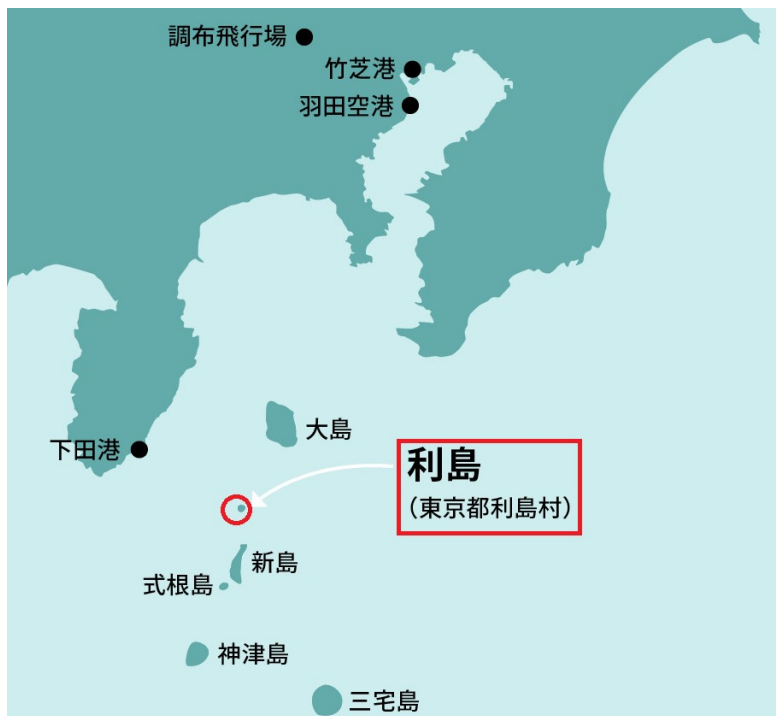 調布飛行場
竹芝港
羽田空港
大島
下田港
利島
（東京都利島村）
新島
式根島
神津島
三宅島